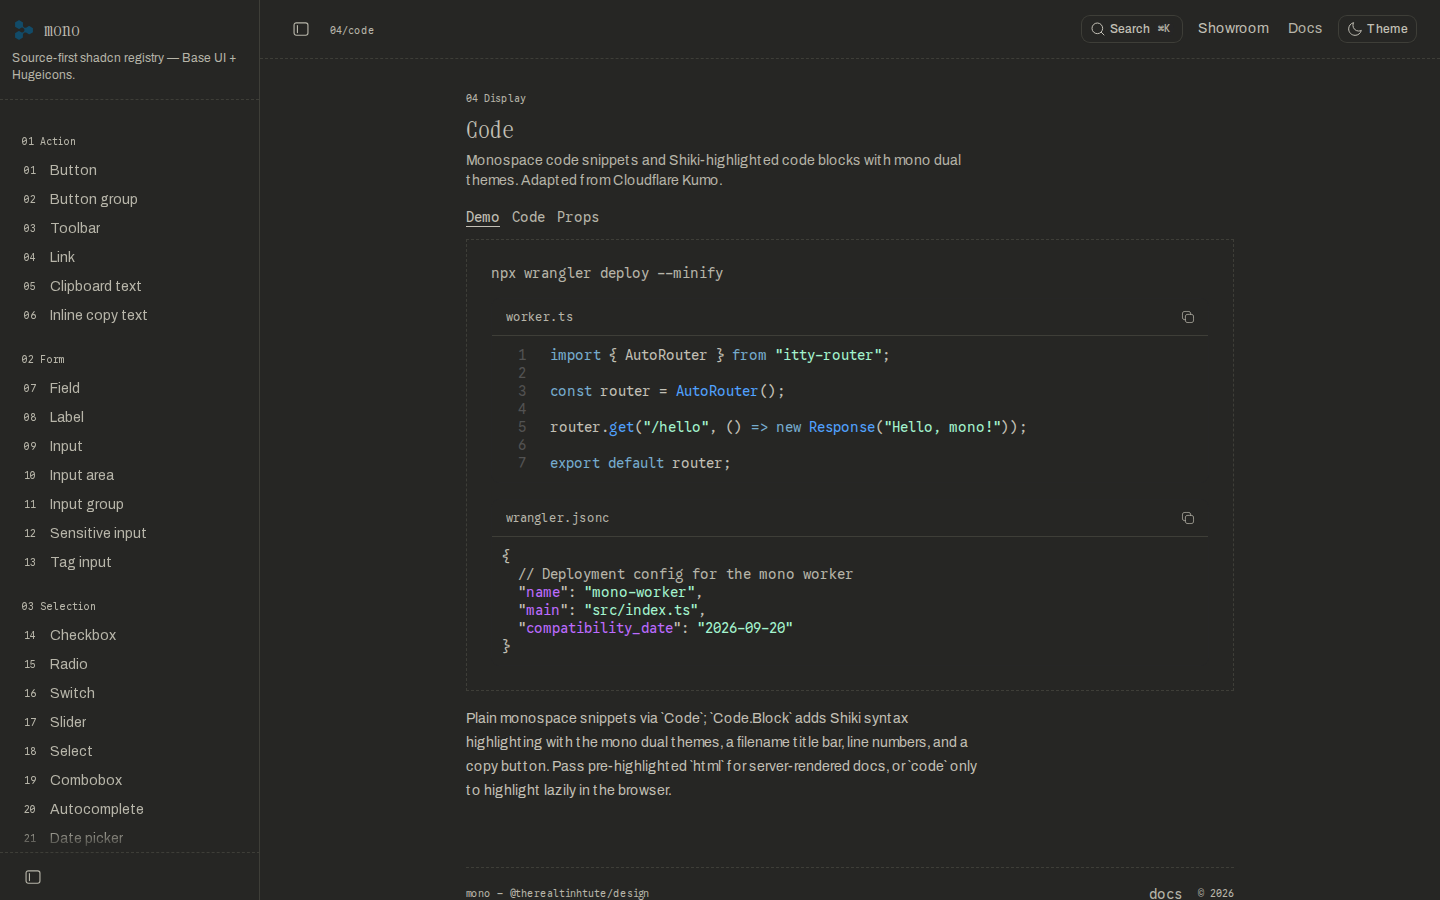 mono
Source-first shadcn registry — Base UI +
Hugeicons.
01 Action
01 Button
02 Button group
03 Toolbar
04 Link
05 Clipboard text
06 Inline copy text
02 Form
07 Field
08 Label
09 Input
10 Input area
11 Input group
12 Sensitive input
13 Tag input
03 Selection
14 Checkbox
15 Radio
16 Switch
17 Slider
18 Select
19 Combobox
20 Autocomplete
21 Date picker
04/code
Search ⌘K
Showroom
Docs
Theme
04 Display
Code
Monospace code snippets and Shiki-highlighted code blocks with mono dual
themes. Adapted from Cloudflare Kumo.
Demo Code Props
npx wrangler deploy --minify
worker.ts
1 import { AutoRouter } from "itty-router";
2
3 const router = AutoRouter();
4
5 router.get("/hello", () => new Response("Hello, mono!"));
6
7 export default router;
wrangler.jsonc
{
// Deployment config for the mono worker
"name": "mono-worker",
"main": "src/index.ts",
"compatibility_date": "2026-09-20"
}
Plain monospace snippets via `Code`; `Code.Block` adds Shiki syntax
highlighting with the mono dual themes, a filename title bar, line numbers, and a
copy button. Pass pre-highlighted `html` for server-rendered docs, or `code` only
to highlight lazily in the browser.
mono — @therealtinhtute/design
docs © 2026